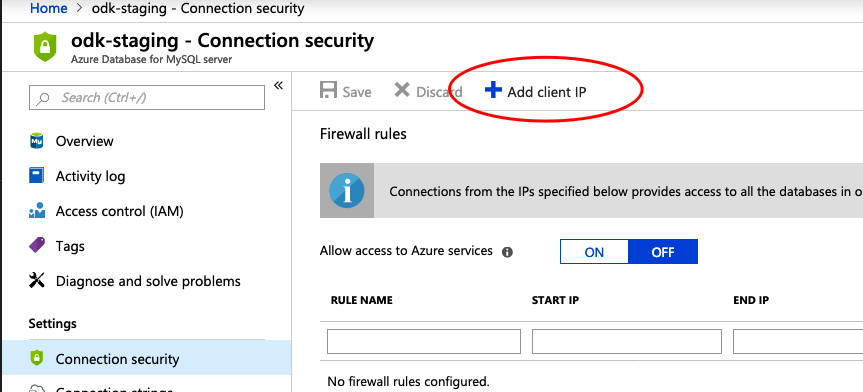 Home > odk-staging - Connection security
odk-staging - Connection security
Azure Database for MySQL server
Search (Ctrl+/)
«
Save
Discard
Add client IP
My
Overview
Activity log
Access control (IAM)
Tags
Diagnose and solve problems
Settings
Connection security
Connection strings
Firewall rules
Connections from the IPs specified below provides access to all the databases in o
Allow access to Azure services
ON OFF
RULE NAME START IP END IP
No firewall rules configured.